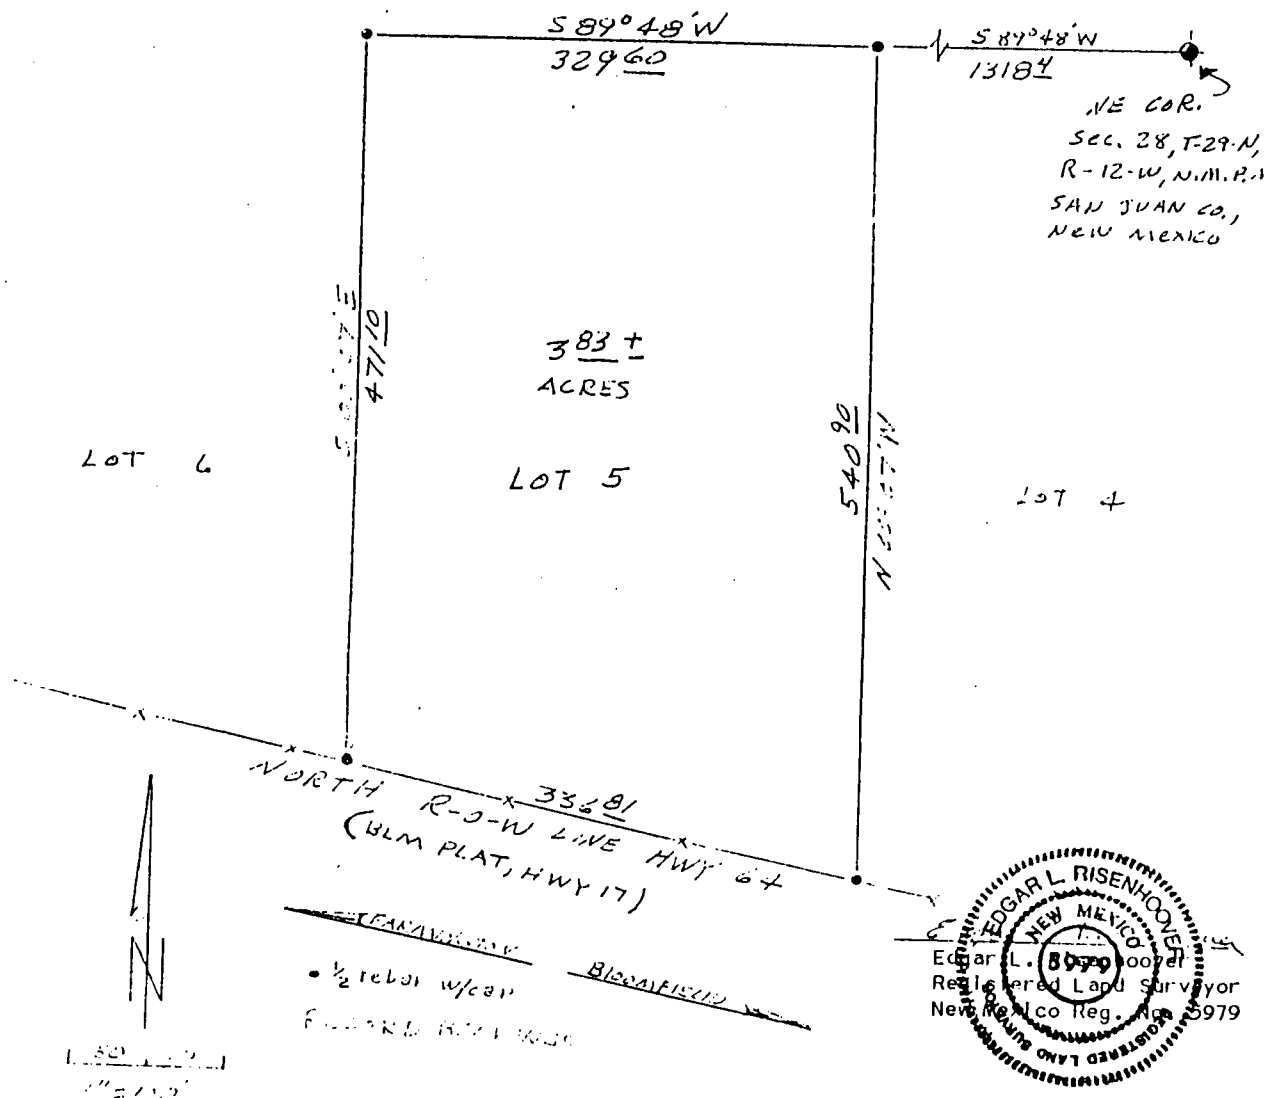 S 89° 48' W
329 60
S 89° 48' W
1318 4
NE COR.
Sec. 28, T-29-N,
R-12-W, N.M.P.M
SAN JUAN CO.,
NEW MEXICO
471 10
3 83 ±
ACRES
540 90
LOT 6
LOT 5
LOT 4
336 81
NORTH R-O-W LINE HWY 64
(BLM PLAT, HWY 17)
BLOOMFIELD
• 1/2 rebar w/cap
N
EDGAR L. RISENHOOVER
NEW MEXICO
5979
REGISTERED LAND SURVEYOR
Edgar L. Risenhoover
Registered Land Surveyor
New Mexico Reg. No. 5979